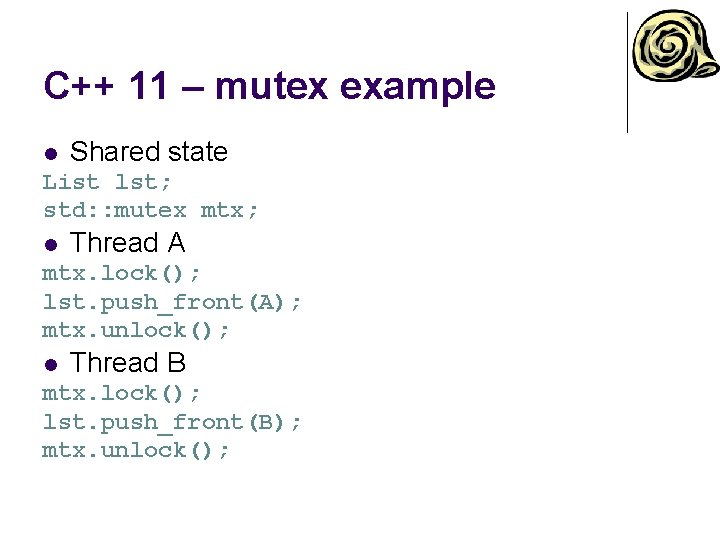 C++ 11 – mutex example
● Shared state
List lst;
std: : mutex mtx;
● Thread A
mtx. lock();
lst. push_front(A);
mtx. unlock();
● Thread B
mtx. lock();
lst. push_front(B);
mtx. unlock();